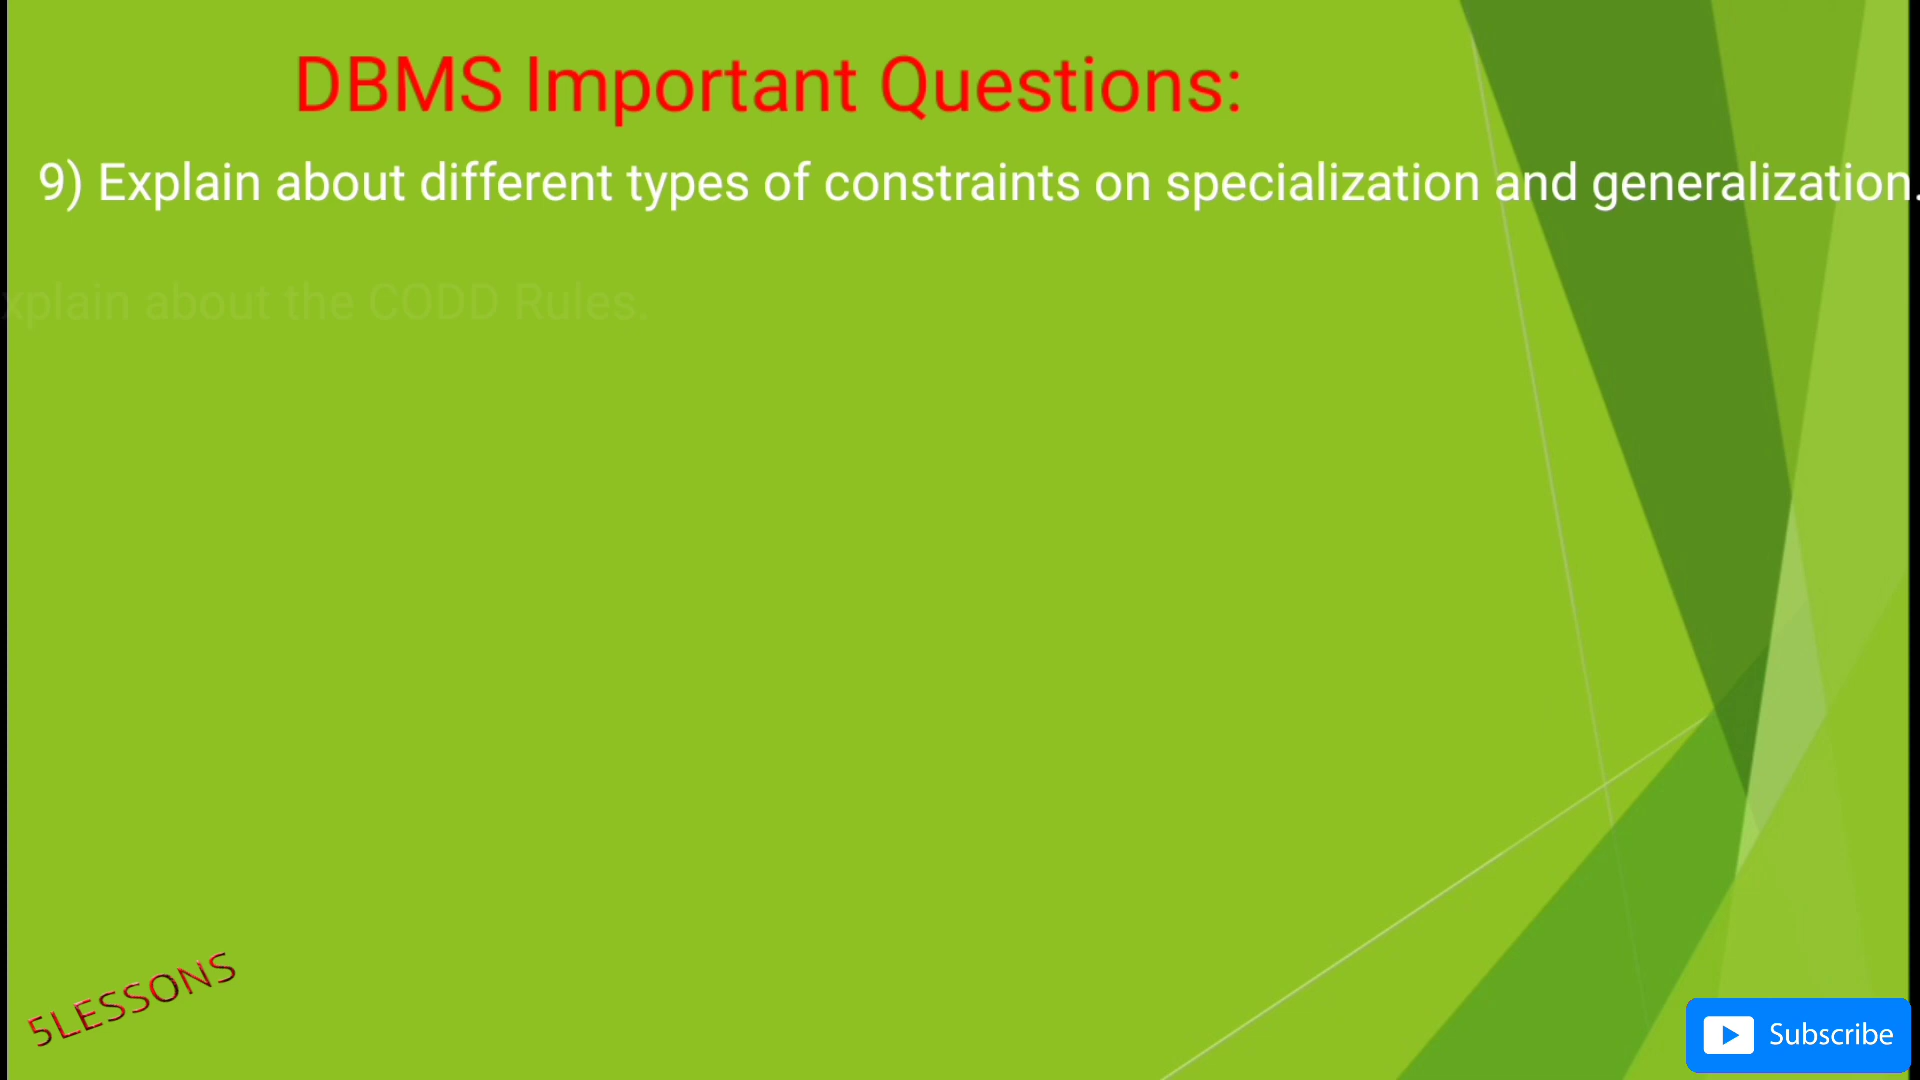 DBMS Important Questions:
9) Explain about different types of constraints on specialization and generalization.
xplain about the CODD Rules.
5LESSONS
Subscribe